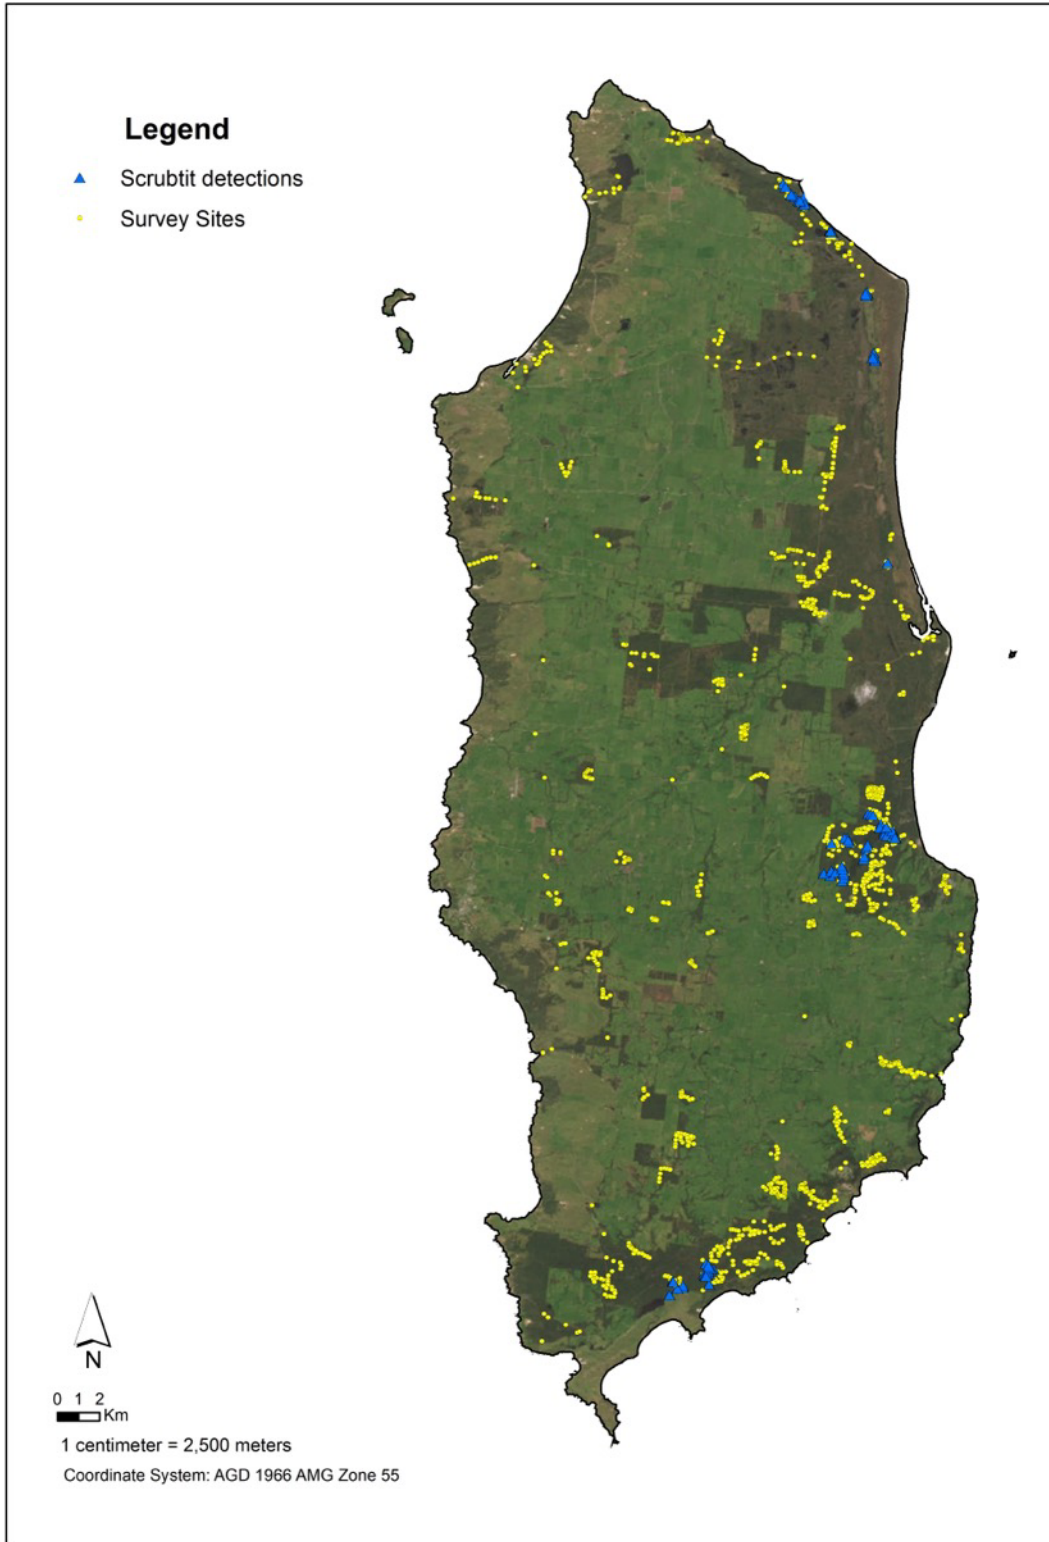 Legend
Scrubtit detections
Survey Sites
N
0 1 2
Km
1 centimeter = 2,500 meters
Coordinate System: AGD 1966 AMG Zone 55